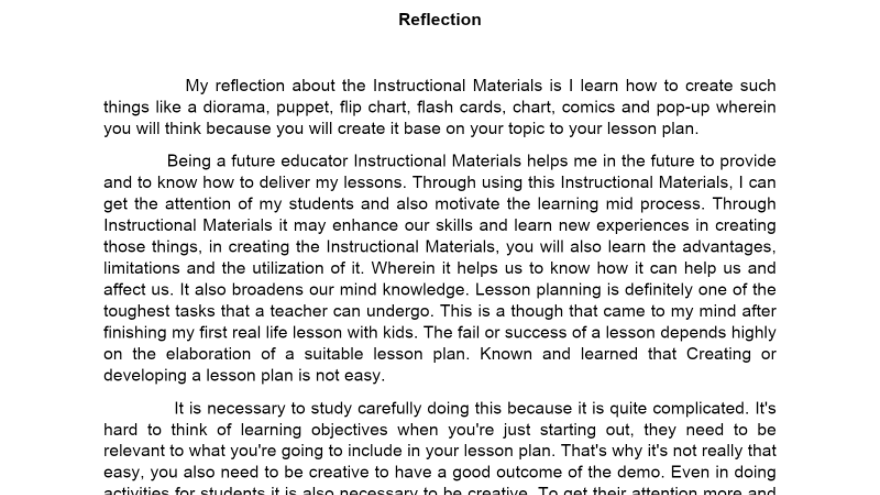 Reflection
My reflection about the Instructional Materials is I learn how to create such
things like a diorama, puppet, flip chart, flash cards, chart, comics and pop-up wherein
you will think because you will create it base on your topic to your lesson plan.
Being a future educator Instructional Materials helps me in the future to provide
and to know how to deliver my lessons. Through using this Instructional Materials, I can
get the attention of my students and also motivate the learning mid process. Through
Instructional Materials it may enhance our skills and learn new experiences in creating
those things, in creating the Instructional Materials, you will also learn the advantages,
limitations and the utilization of it. Wherein it helps us to know how it can help us and
affect us. It also broadens our mind knowledge. Lesson planning is definitely one of the
toughest tasks that a teacher can undergo. This is a though that came to my mind after
finishing my first real life lesson with kids. The fail or success of a lesson depends highly
on the elaboration of a suitable lesson plan. Known and learned that Creating or
developing a lesson plan is not easy.
It is necessary to study carefully doing this because it is quite complicated. It's
hard to think of learning objectives when you're just starting out, they need to be
relevant to what you're going to include in your lesson plan. That's why it's not really that
easy, you also need to be creative to have a good outcome of the demo. Even in doing
activities for students it is also necessary to be creative. To get their attention more and